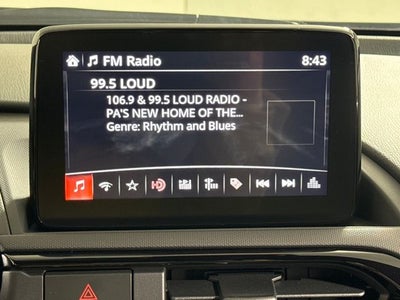 FM Radio 8:43
99.5 LOUD
106.9 & 99.5 LOUD RADIO -
PA'S NEW HOME OF THE...
Genre: Rhythm and Blues